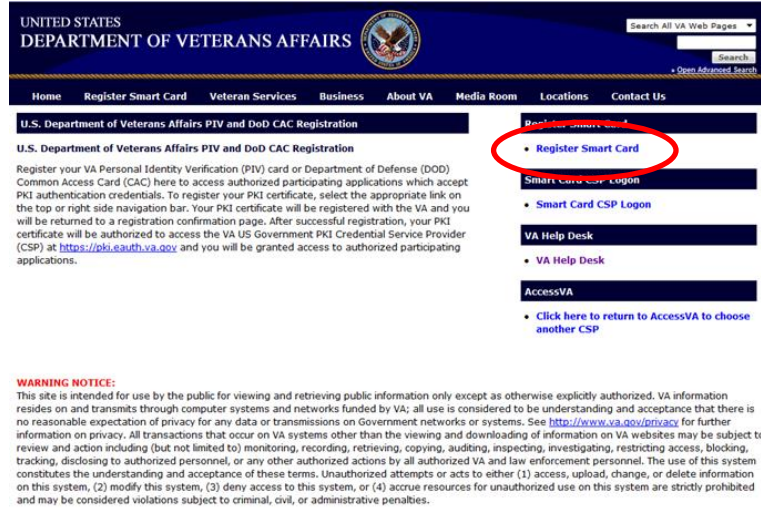 UNITED STATES
DEPARTMENT OF VETERANS AFFAIRS
Search All VA Web Pages
Search
» Open Advanced Search
Home Register Smart Card Veteran Services Business About VA Media Room Locations Contact Us
U.S. Department of Veterans Affairs PIV and DoD CAC Registration
U.S. Department of Veterans Affairs PIV and DoD CAC Registration
Register your VA Personal Identity Verification (PIV) card or Department of Defense (DOD)
Common Access Card (CAC) here to access authorized participating applications which accept
PKI authentication credentials. To register your PKI certificate, select the appropriate link on
the top or right side navigation bar. Your PKI certificate will be registered with the VA and you
will be returned to a registration confirmation page. After successful registration, your PKI
certificate will be authorized to access the VA US Government PKI Credential Service Provider
(CSP) at https://pki.eauth.va.gov and you will be granted access to authorized participating
applications.
Register Smart Card
• Register Smart Card
Smart Card CSP Logon
• Smart Card CSP Logon
VA Help Desk
• VA Help Desk
AccessVA
• Click here to return to AccessVA to choose
another CSP
WARNING NOTICE:
This site is intended for use by the public for viewing and retrieving public information only except as otherwise explicitly authorized. VA information
resides on and transmits through computer systems and networks funded by VA; all use is considered to be understanding and acceptance that there is
no reasonable expectation of privacy for any data or transmissions on Government networks or systems. See http://www.va.gov/privacy for further
information on privacy. All transactions that occur on VA systems other than the viewing and downloading of information on VA websites may be subject to
review and action including (but not limited to) monitoring, recording, retrieving, copying, auditing, inspecting, investigating, restricting access, blocking,
tracking, disclosing to authorized personnel, or any other authorized actions by all authorized VA and law enforcement personnel. The use of this system
constitutes the understanding and acceptance of these terms. Unauthorized attempts or acts to either (1) access, upload, change, or delete information
on this system, (2) modify this system, (3) deny access to this system, or (4) accrue resources for unauthorized use on this system are strictly prohibited
and may be considered violations subject to criminal, civil, or administrative penalties.